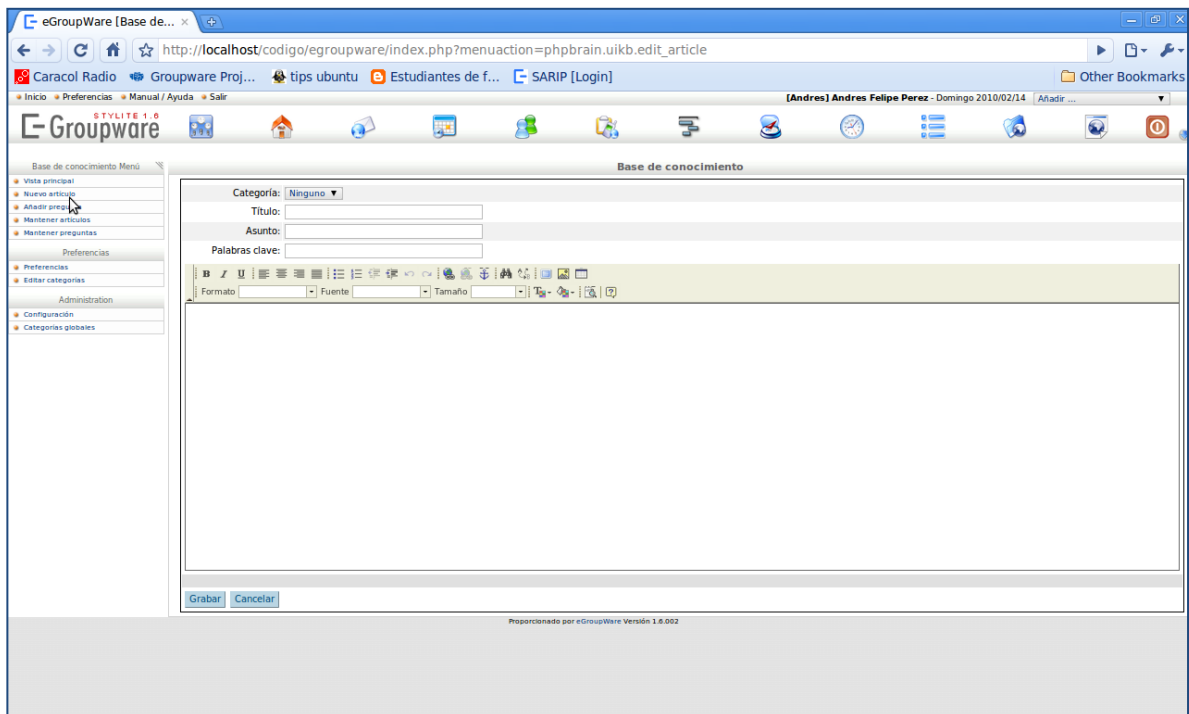 eGroupWare [Base de...
http://localhost/codigo/egroupware/index.php?menuaction=phpbrain.uikb.edit_article
Caracol Radio Groupware Proj... tips ubuntu Estudiantes de f... SARIP [Login] Other Bookmarks
Inicio Preferencias Manual / Ayuda Salir [Andres] Andres Felipe Perez - Domingo 2010/02/14 Añadir ...
STYLITE 1.6
E-Groupware
Base de conocimiento Menú
Vista principal
Nuevo artículo
Añadir
Mantener artículos
Mantener preguntas
Preferencias
Preferencias
Editar categorías
Administration
Configuración
Categorías globales
Base de conocimiento
Categoría: Ninguno
Título:
Asunto:
Palabras clave:
B I U
Formato Fuente Tamaño
Grabar Cancelar
Proporcionado por eGroupWare Versión 1.6.002